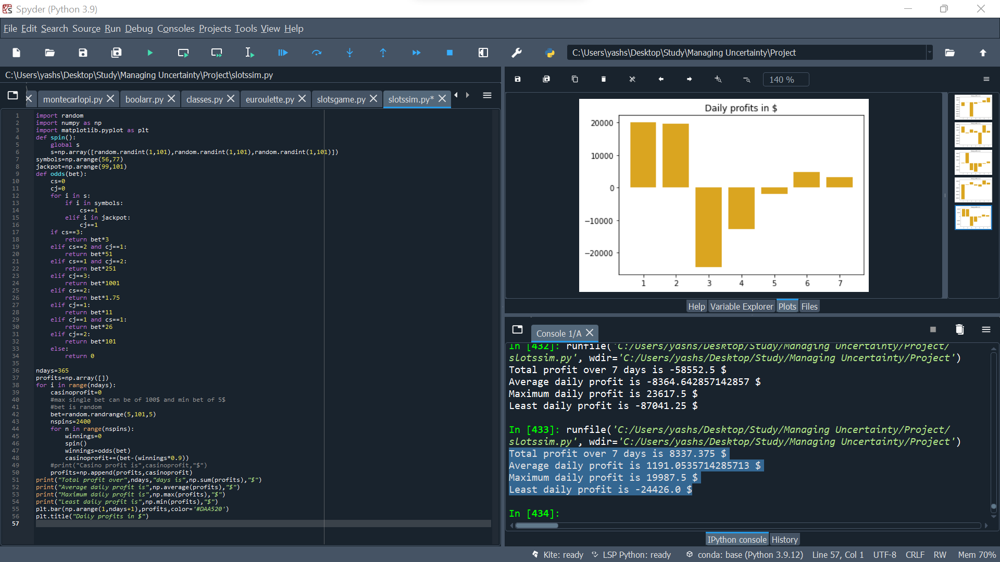 Spyder (Python 3.9)
File Edit Search Source Run Debug Consoles Projects Tools View Help
C:\Users\yashs\Desktop\Study\Managing Uncertainty\Project
C:\Users\yashs\Desktop\Study\Managing Uncertainty\Project\slotssim.py
montecarlopi.py boolarr.py classes.py euroulette.py slotsgame.py slotssim.py*
1 import random
2 import numpy as np
3 import matplotlib.pyplot as plt
4 def spin():
5 global s
6 s=np.array([random.randint(1,101),random.randint(1,101),random.randint(1,101)])
7 symbols=np.arange(56,77)
8 jackpot=np.arange(99,101)
9 def odds(bet):
10 cs=0
11 cj=0
12 for i in s:
13 if i in symbols:
14 cs+=1
15 elif i in jackpot:
16 cj+=1
17 if cs==3:
18 return bet*3
19 elif cs==2 and cj==1:
20 return bet*51
21 elif cs==1 and cj==2:
22 return bet*251
23 elif cj==3:
24 return bet*1001
25 elif cs==2:
26 return bet*1.75
27 elif cj==1:
28 return bet*11
29 elif cj==1 and cs==1:
30 return bet*26
31 elif cj==2:
32 return bet*101
33 else:
34 return 0
35
36 ndays=365
37 profits=np.array([])
38 for i in range(ndays):
39 casinoprofit=0
40 #max single bet can be of 100$ and min bet of 5$
41 #bet is random
42 bet=random.randrange(5,101,5)
43 nspins=2400
44 for n in range(nspins):
45 winnings=0
46 spin()
47 winnings=odds(bet)
48 casinoprofit+=(bet-(winnings*0.9))
49 #print("Casino profit is",casinoprofit,"$")
50 profits=np.append(profits,casinoprofit)
51 print("Total profit over",ndays,"days is",np.sum(profits),"$")
52 print("Average daily profit is",np.average(profits),"$")
53 print("Maximum daily profit is",np.max(profits),"$")
54 print("Least daily profit is",np.min(profits),"$")
55 plt.bar(np.arange(1,ndays+1),profits,color='#DAA520')
56 plt.title("Daily profits in $")
57
140 %
Daily profits in $
20000
10000
0
−10000
−20000
1 2 3 4 5 6 7
Help Variable Explorer Plots Files
Console 1/A
In [432]: runfile('C:/Users/yashs/Desktop/Study/Managing Uncertainty/Project/
slotssim.py', wdir='C:/Users/yashs/Desktop/Study/Managing Uncertainty/Project')
Total profit over 7 days is -58552.5 $
Average daily profit is -8364.642857142857 $
Maximum daily profit is 23617.5 $
Least daily profit is -87041.25 $
In [433]: runfile('C:/Users/yashs/Desktop/Study/Managing Uncertainty/Project/
slotssim.py', wdir='C:/Users/yashs/Desktop/Study/Managing Uncertainty/Project')
Total profit over 7 days is 8337.375 $
Average daily profit is 1191.0535714285713 $
Maximum daily profit is 19987.5 $
Least daily profit is -24426.0 $
In [434]:
IPython console History
Kite: ready LSP Python: ready conda: base (Python 3.9.12) Line 57, Col 1 UTF-8 CRLF RW Mem 70%